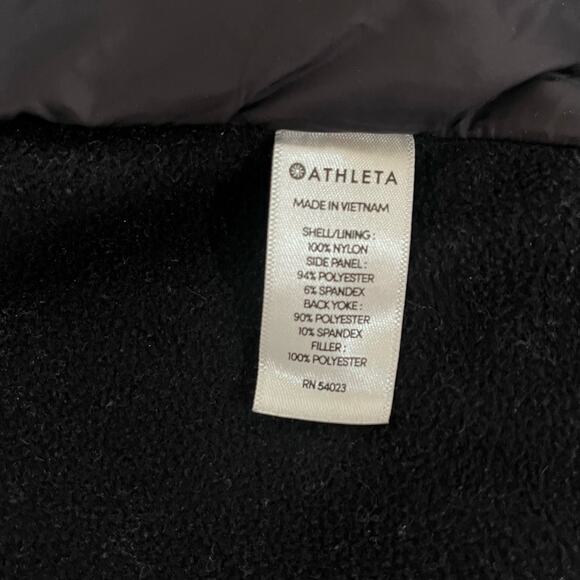 ATHLETA
MADE IN VIETNAM
SHELL/LINING :
100% NYLON
SIDE PANEL :
94% POLYESTER
6% SPANDEX
BACK YOKE :
90% POLYESTER
10% SPANDEX
FILLER :
100% POLYESTER
RN 54023